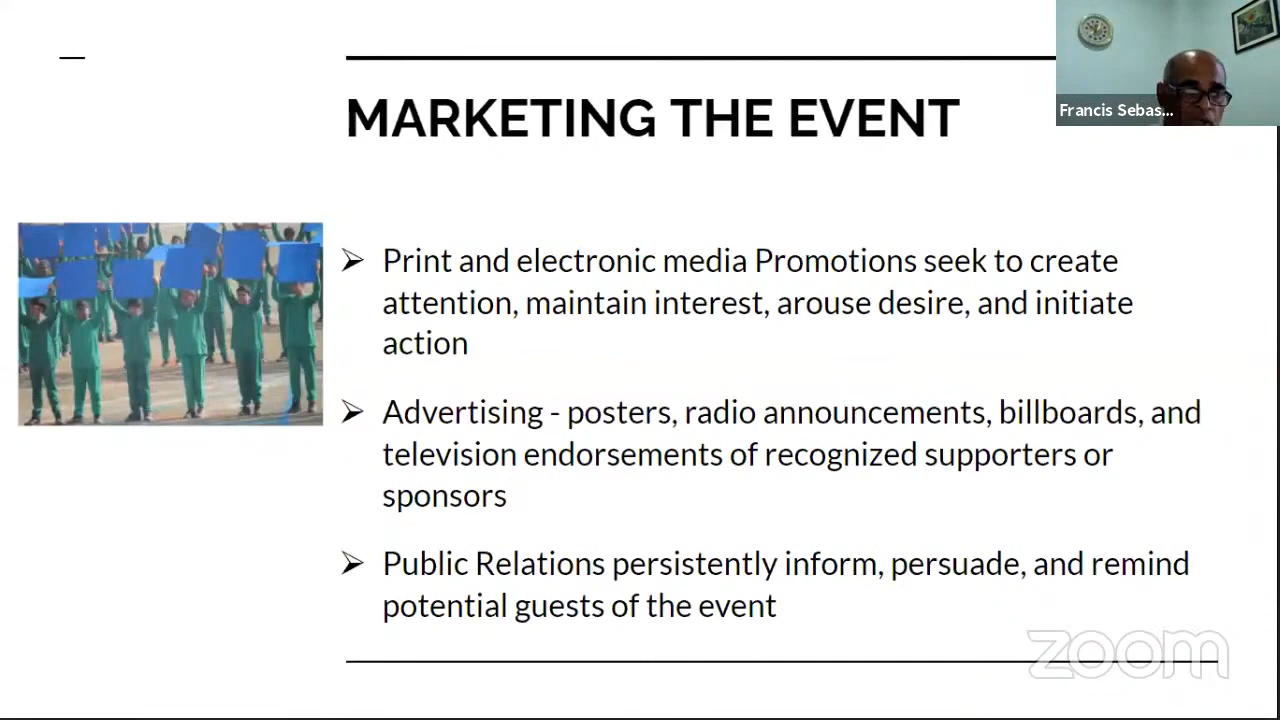 Francis Sebas...
MARKETING THE EVENT
➢ Print and electronic media Promotions seek to create
attention, maintain interest, arouse desire, and initiate
action
➢ Advertising - posters, radio announcements, billboards, and
television endorsements of recognized supporters or
sponsors
➢ Public Relations persistently inform, persuade, and remind
potential guests of the event
zoom